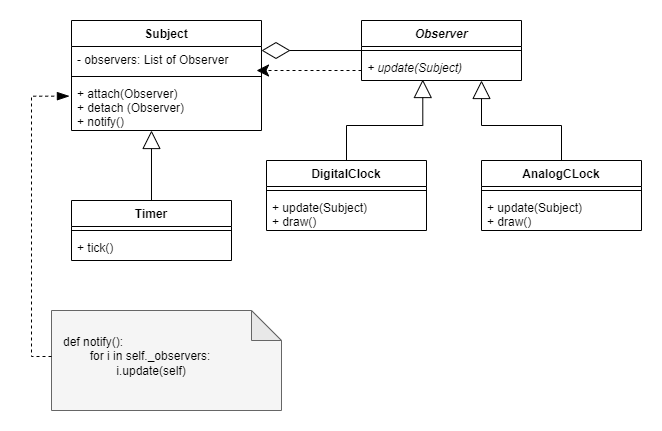 Subject
- observers: List of Observer
+ attach(Observer)
+ detach (Observer)
+ notify()
Observer
+ update(Subject)
Timer
+ tick()
DigitalClock
+ update(Subject)
+ draw()
AnalogCLock
+ update(Subject)
+ draw()
def notify():
for i in self._observers:
i.update(self)